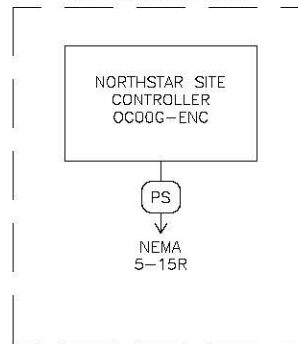 NORTHSTAR SITE
CONTROLLER
OC00G-ENC
PS
NEMA
5-15R